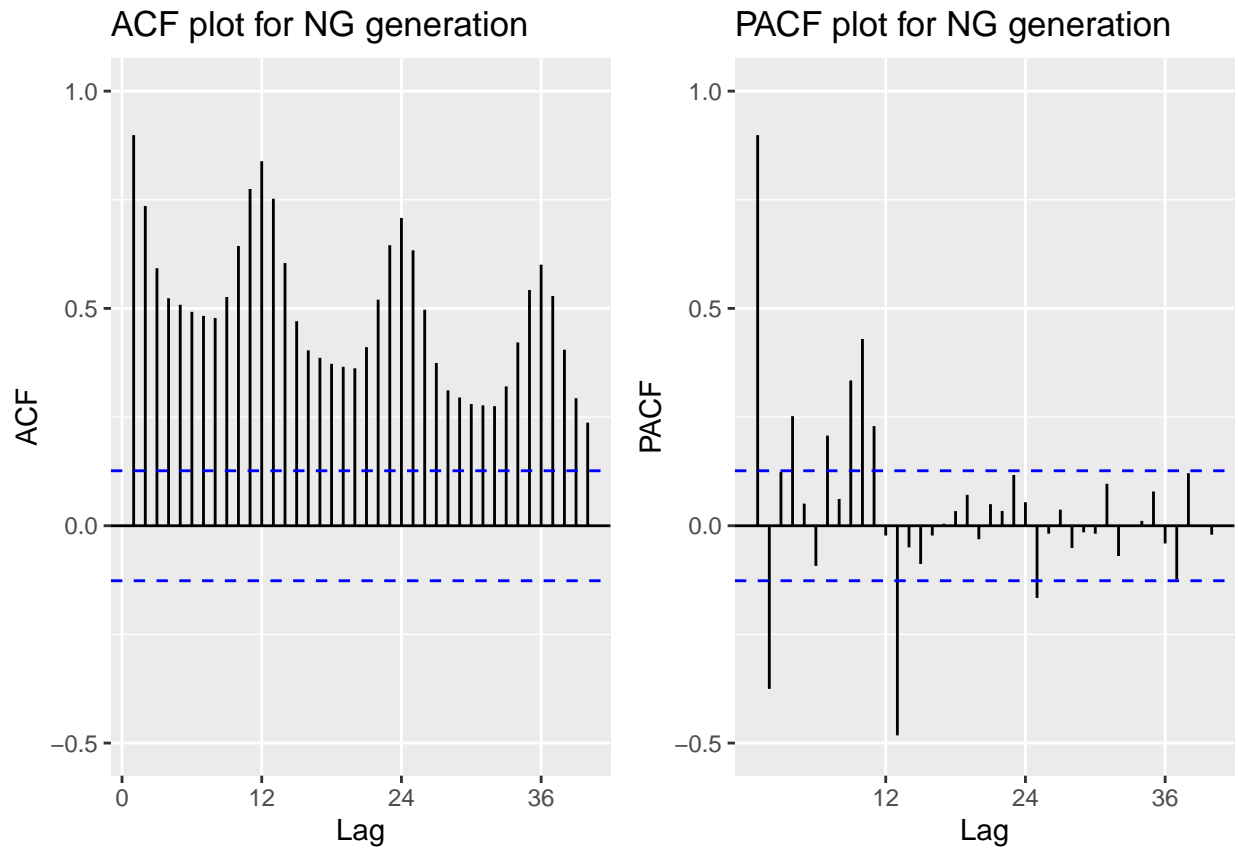 ACF plot for NG generation
ACF
1.0
0.5
0.0
−0.5
0 12 24 36
Lag
PACF plot for NG generation
PACF
1.0
0.5
0.0
−0.5
12 24 36
Lag